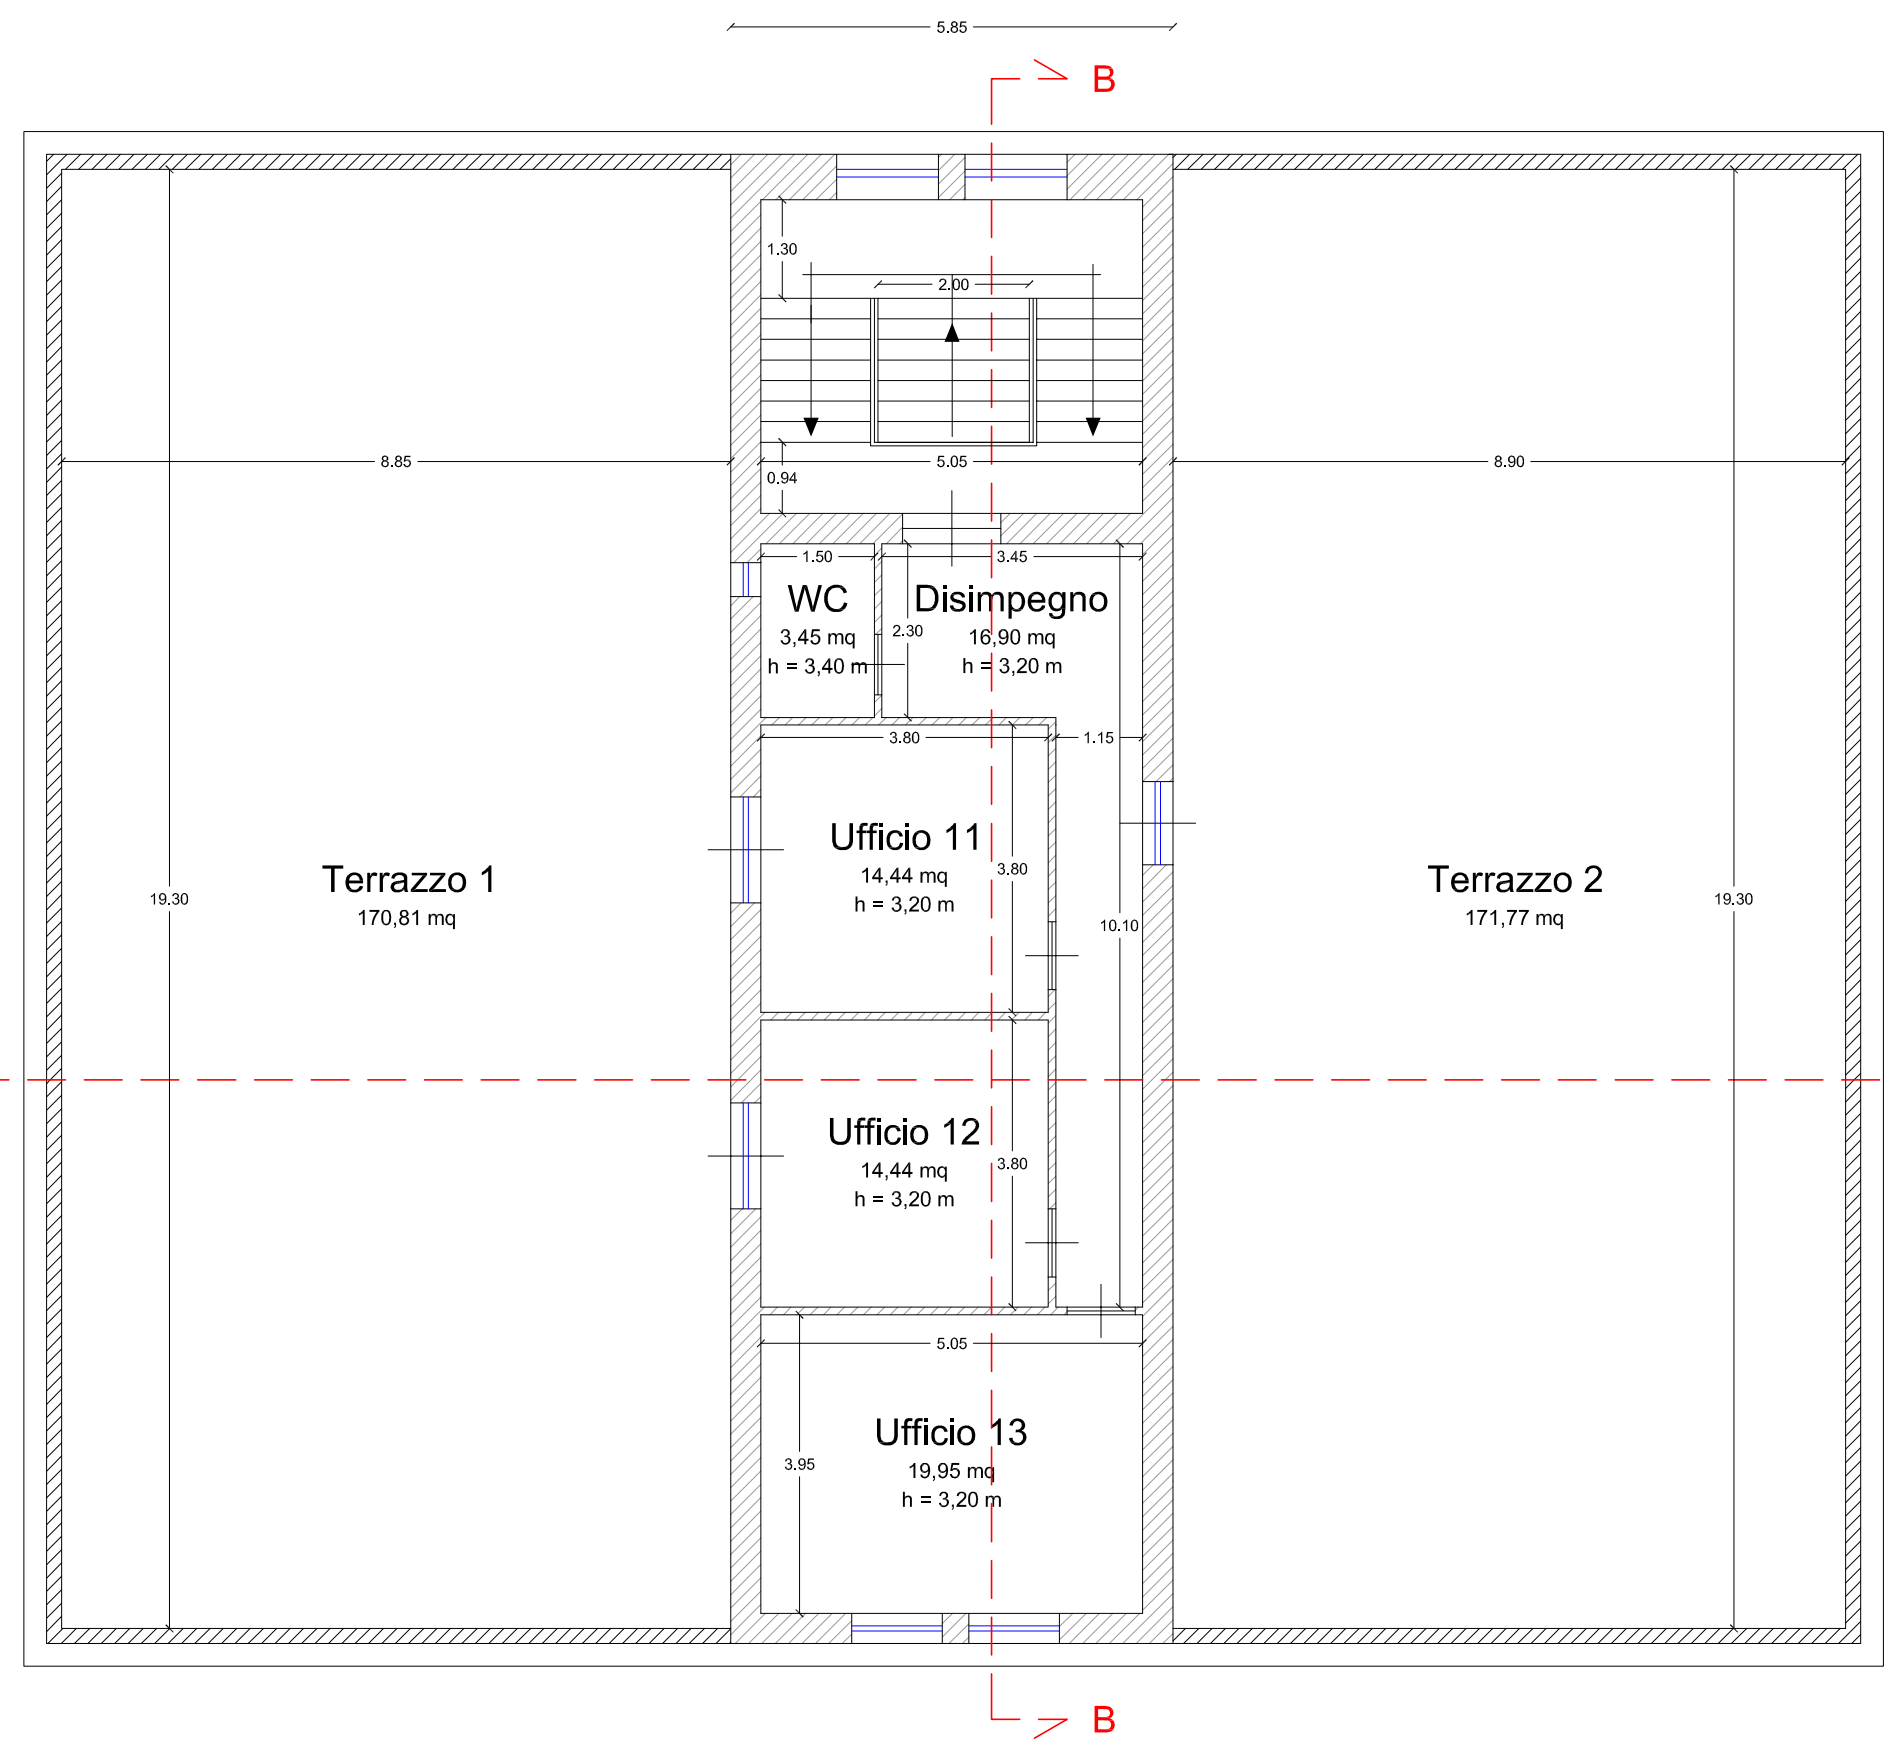 5.85
B
1.30
2.00
8.85
5.05
8.90
0.94
1.50
3.45
WC
3,45 mq
h = 3,40 m
2.30
Disimpegno
16,90 mq
h = 3,20 m
3.80
1.15
Ufficio 11
14,44 mq
h = 3,20 m
3.80
Terrazzo 1
170,81 mq
19.30
Terrazzo 2
171,77 mq
19.30
10.10
Ufficio 12
14,44 mq
h = 3,20 m
3.80
5.05
Ufficio 13
19,95 mq
h = 3,20 m
3.95
B